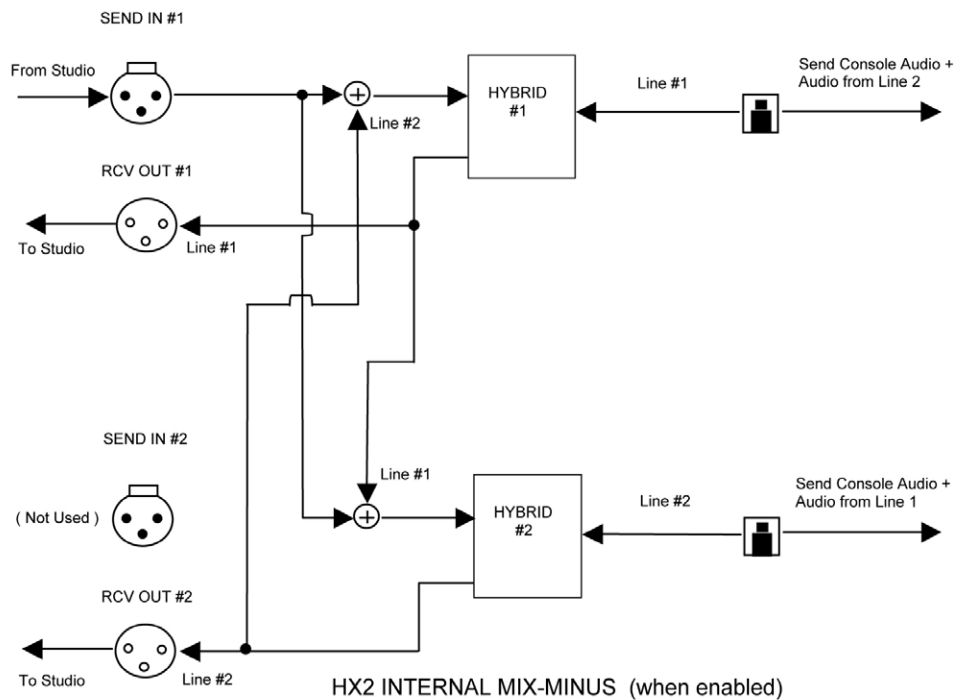 SEND IN #1
From Studio
HYBRID
#1
Line #1
Send Console Audio +
Audio from Line 2
Line #2
RCV OUT #1
To Studio
Line #1
SEND IN #2
( Not Used )
Line #1
HYBRID
#2
Line #2
Send Console Audio +
Audio from Line 1
RCV OUT #2
To Studio
Line #2
HX2 INTERNAL MIX-MINUS (when enabled)